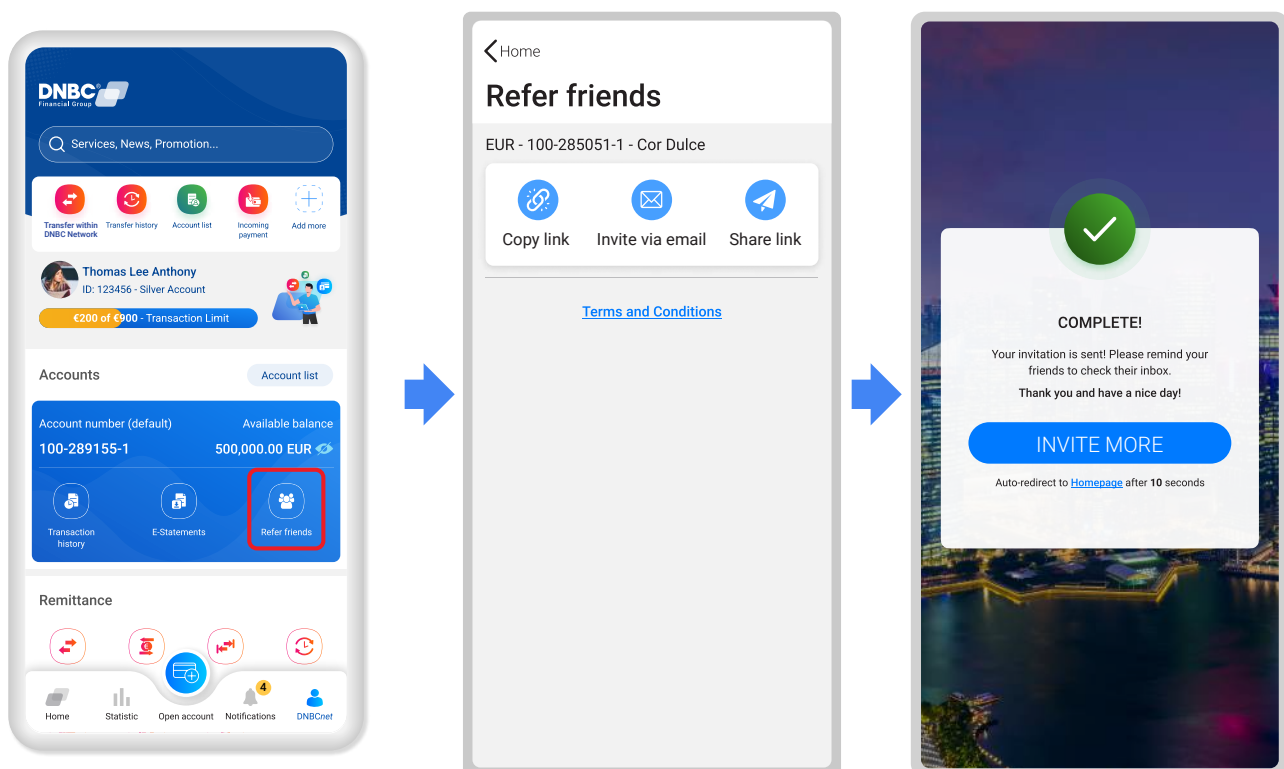 DNBC
Financial Group
Services, News, Promotion...
Transfer within
DNBC Network
Transfer history
Account list
Incoming
payment
Add more
Thomas Lee Anthony
ID: 123456 - Silver Account
€200 of €900 - Transaction Limit
Accounts
Account list
Account number (default)
Available balance
100-289155-1
500,000.00 EUR
Transaction
history
E-Statements
Refer friends
Remittance
Home
Statistic
Open account
4
Notifications
DNBCnet
Home
Refer friends
EUR - 100-285051-1 - Cor Dulce
Copy link
Invite via email
Share link
Terms and Conditions
COMPLETE!
Your invitation is sent! Please remind your
friends to check their inbox.
Thank you and have a nice day!
INVITE MORE
Auto-redirect to Homepage after 10 seconds